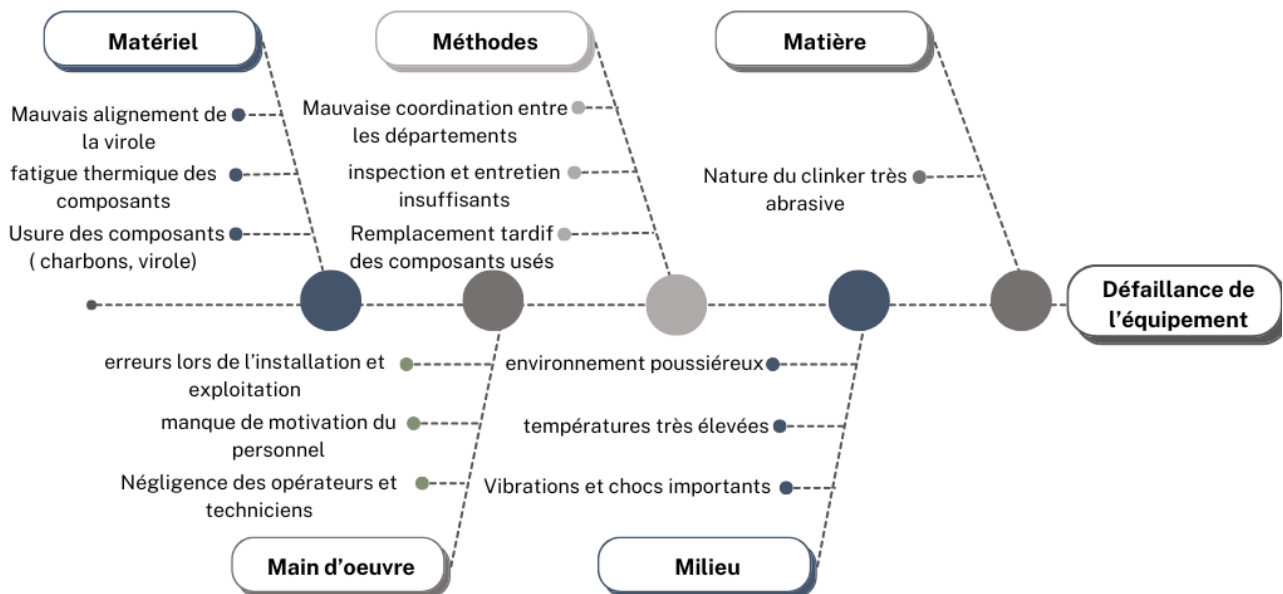 Matériel
Méthodes
Matière
Mauvais alignement de
la virole
fatigue thermique des
composants
Usure des composants
( charbons, virole)
Mauvaise coordination entre
les départements
inspection et entretien
insuffisants
Remplacement tardif
des composants usés
Nature du clinker très
abrasive
Défaillance de
l’équipement
erreurs lors de l’installation et
exploitation
manque de motivation du
personnel
Négligence des opérateurs et
techniciens
environnement poussiéreux
températures très élevées
Vibrations et chocs importants
Main d’oeuvre
Milieu